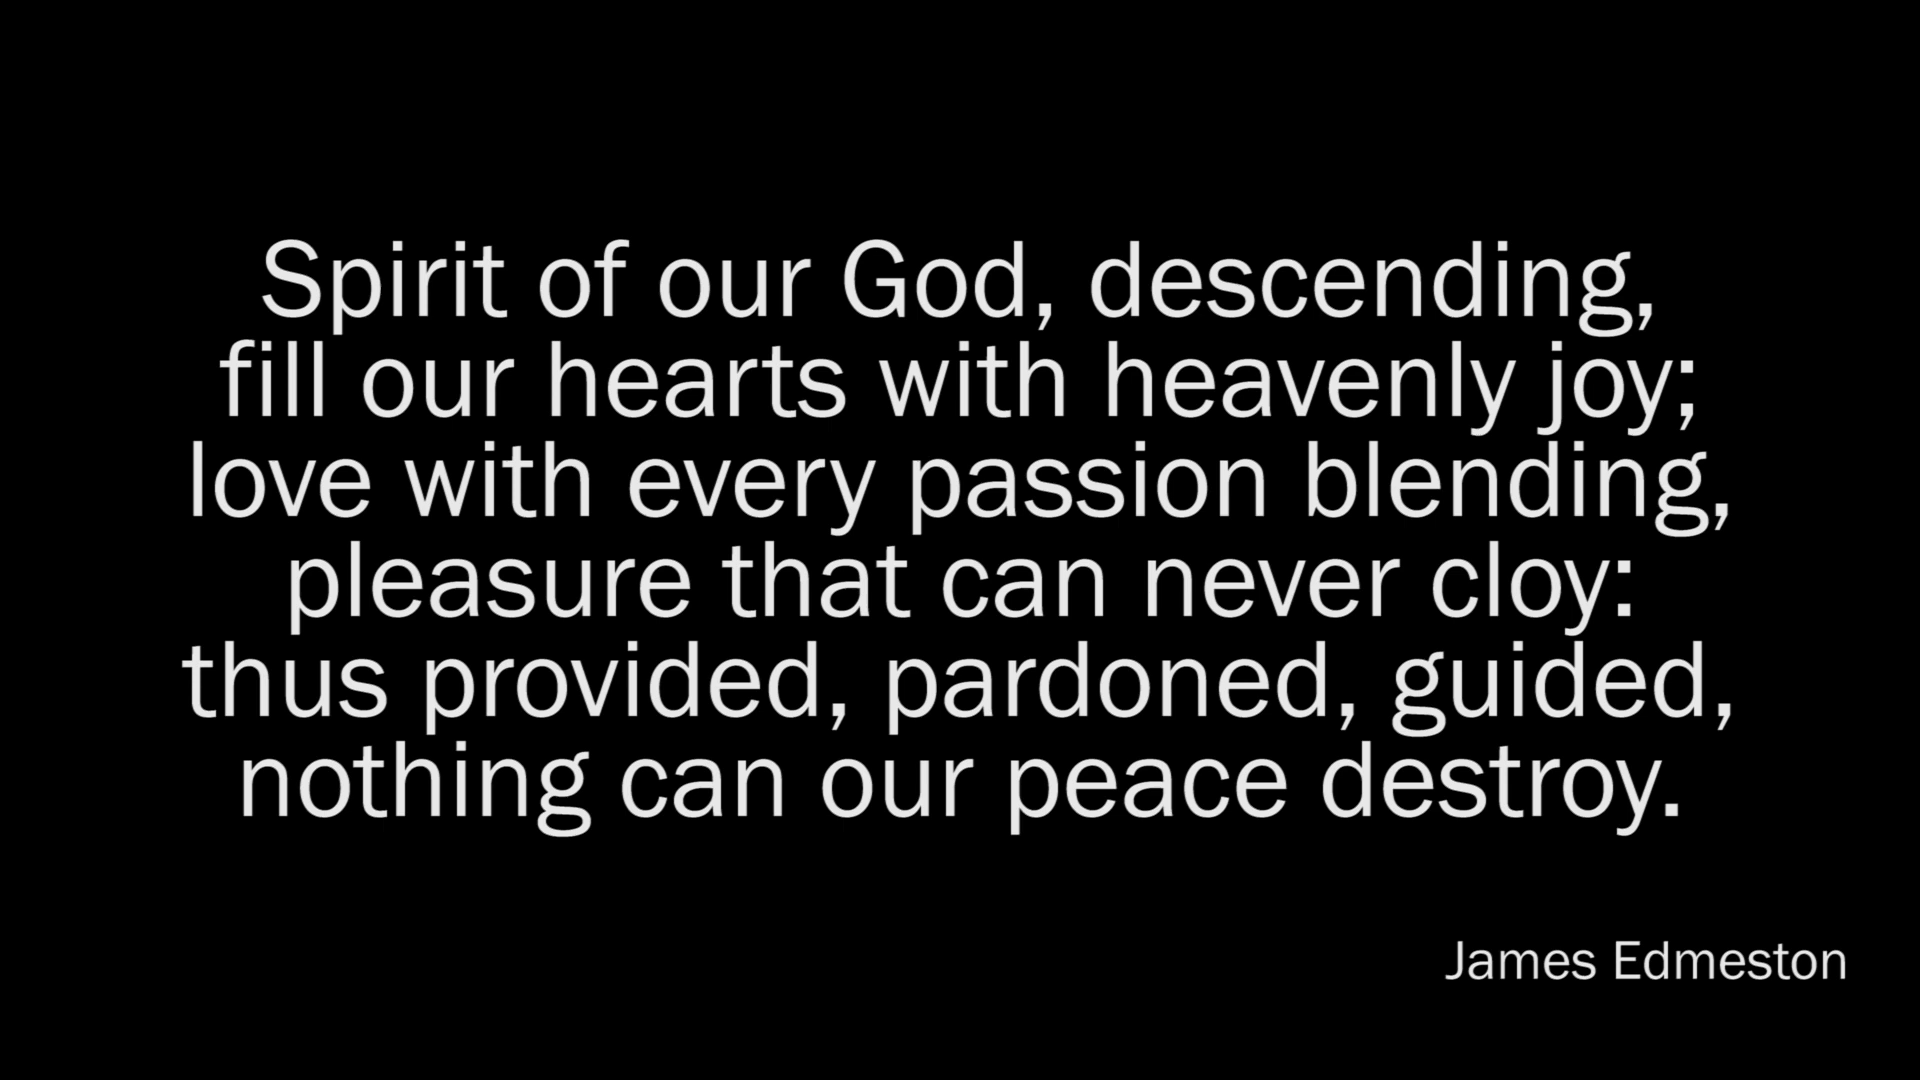 Spirit of our God, descending,
fill our hearts with heavenly joy;
love with every passion blending,
pleasure that can never cloy:
thus provided, pardoned, guided,
nothing can our peace destroy.
James Edmeston